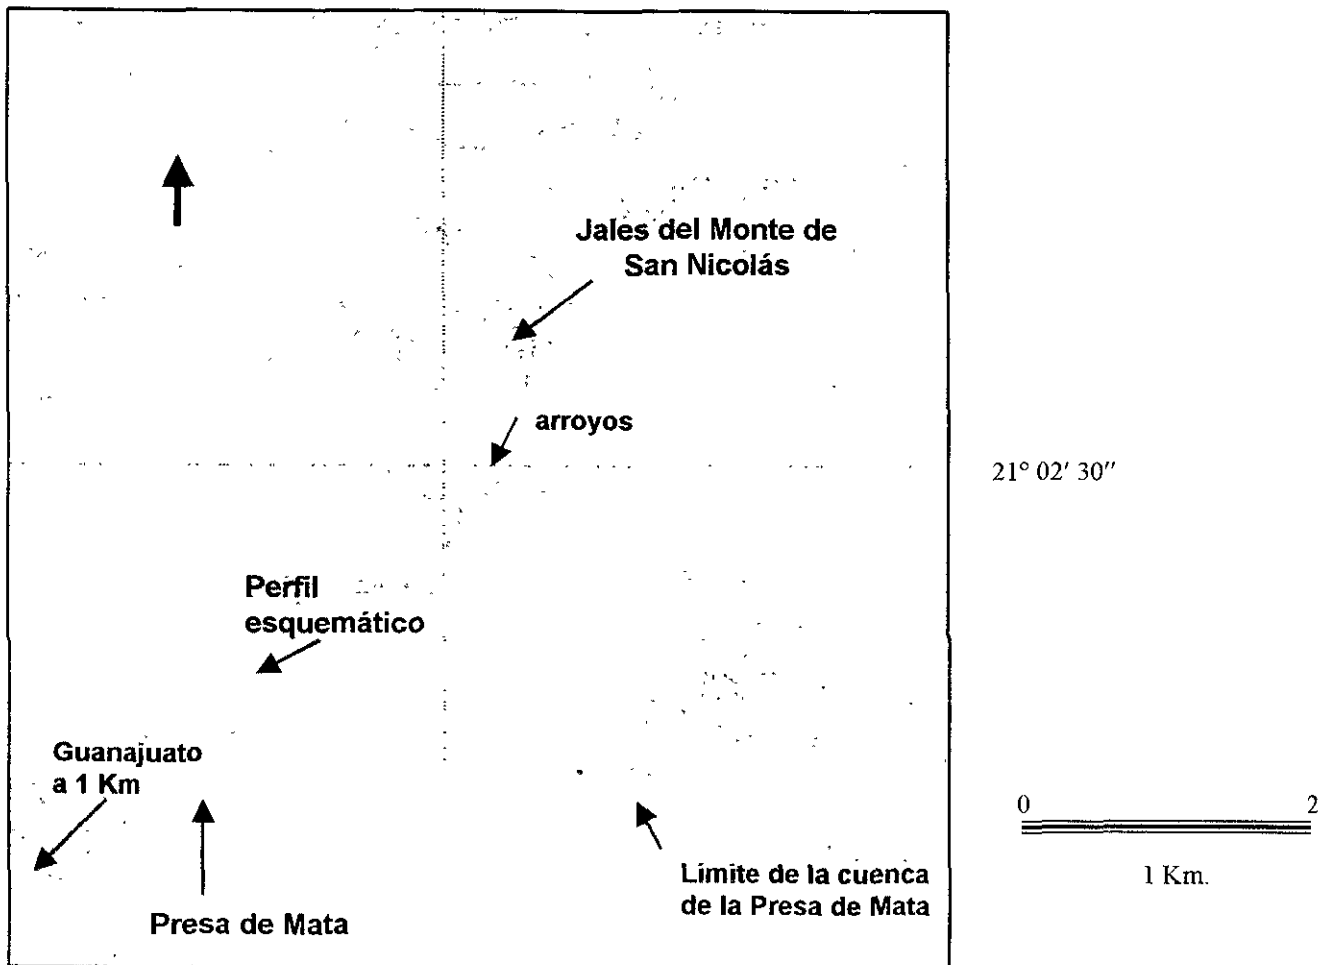 Jales del Monte de
San Nicolás
arroyos
21° 02' 30"
Perfil
esquemático
Guanajuato
a 1 Km
0 2
1 Km.
Límite de la cuenca
de la Presa de Mata
Presa de Mata